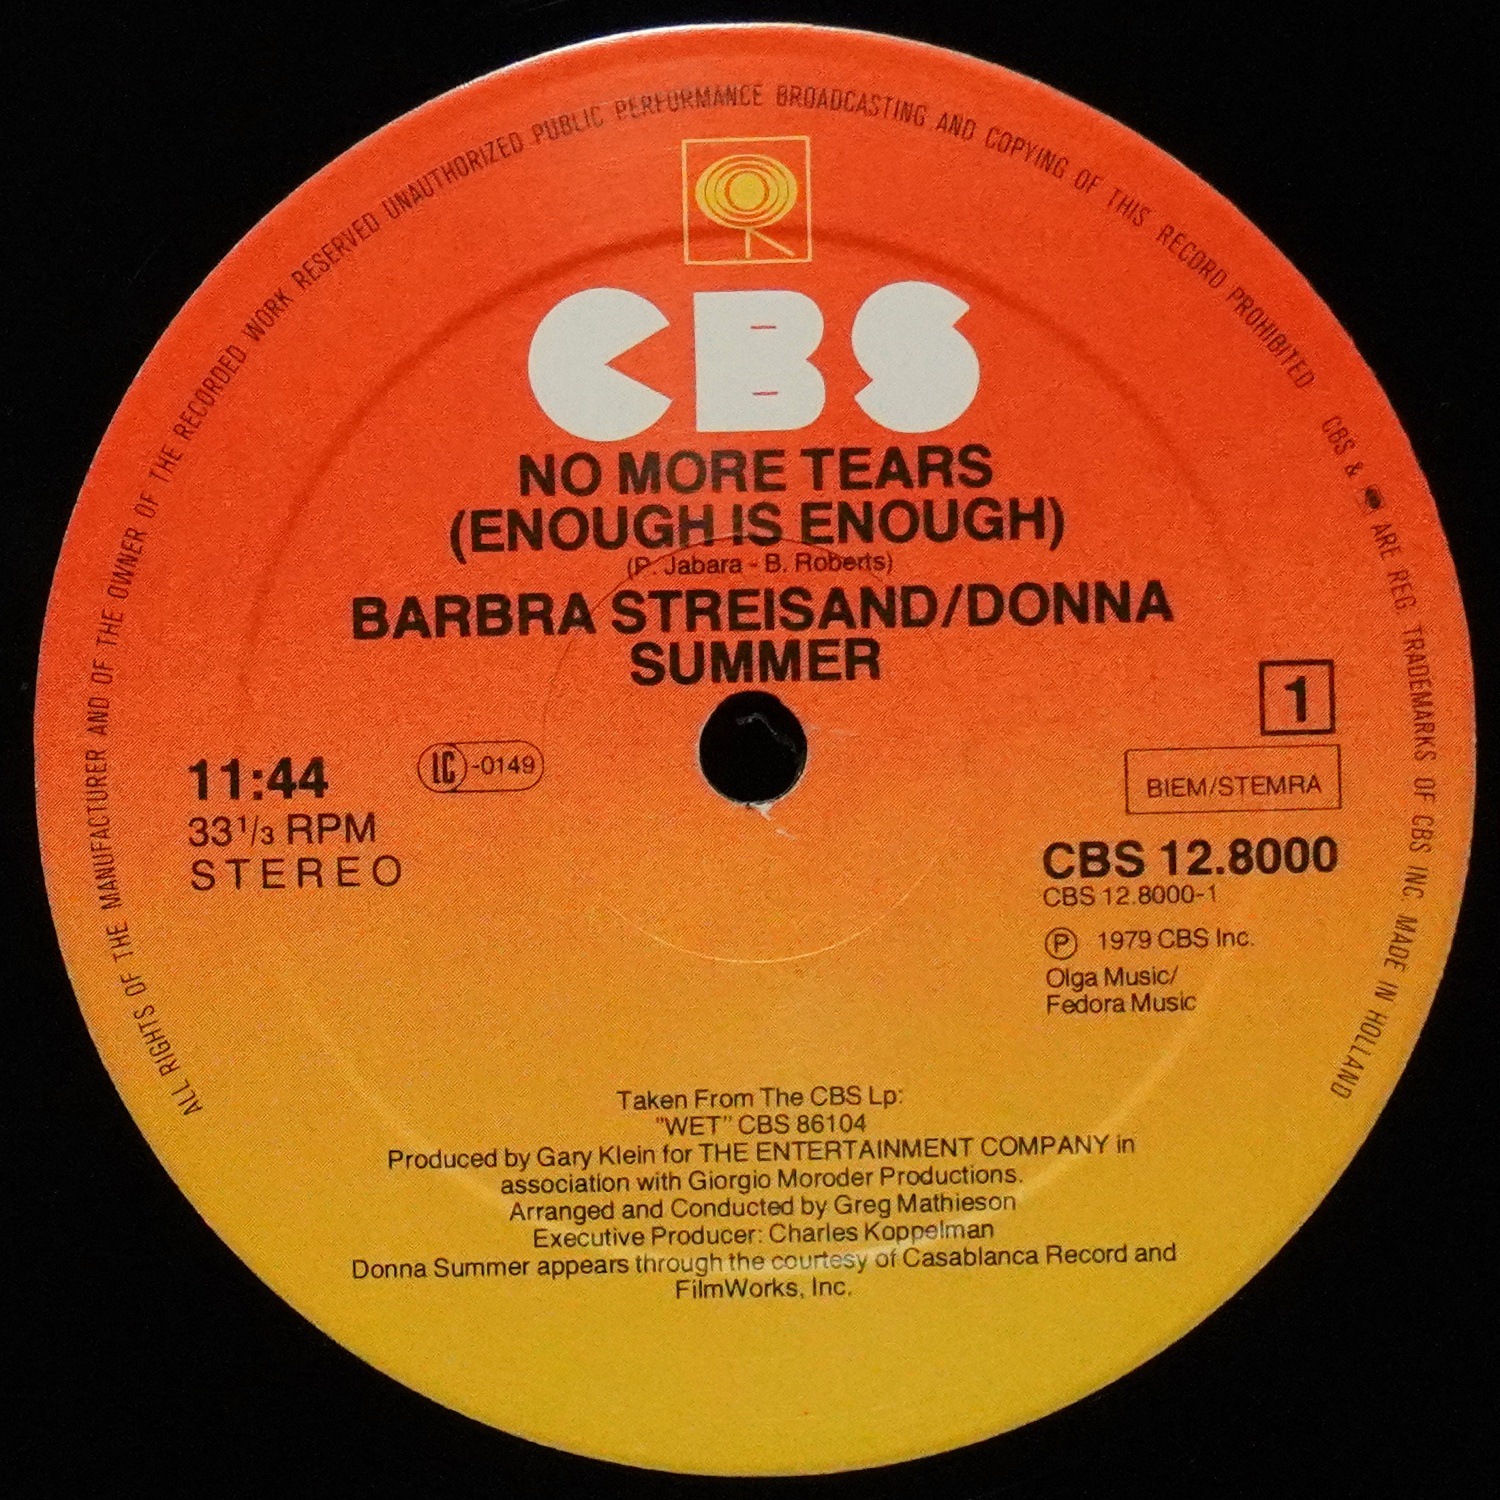 ALL RIGHTS OF THE MANUFACTURER AND OF THE OWNER OF THE RECORDED WORK RESERVED UNAUTHORIZED PUBLIC PERFORMANCE BROADCASTING AND COPYING OF THIS RECORD PROHIBITED CBS & ARE REG. TRADEMARKS OF CBS INC. MADE IN HOLLAND
CBS
NO MORE TEARS
(ENOUGH IS ENOUGH)
(P. Jabara - B. Roberts)
BARBRA STREISAND/DONNA
SUMMER
11:44
33 1/3 RPM
STEREO
LC-0149
1
BIEM/STEMRA
CBS 12.8000
CBS 12.8000-1
Ⓟ 1979 CBS Inc.
Olga Music/
Fedora Music
Taken From The CBS Lp:
"WET" CBS 86104
Produced by Gary Klein for THE ENTERTAINMENT COMPANY in
association with Giorgio Moroder Productions.
Arranged and Conducted by Greg Mathieson
Executive Producer: Charles Koppelman
Donna Summer appears through the courtesy of Casablanca Record and
FilmWorks, Inc.